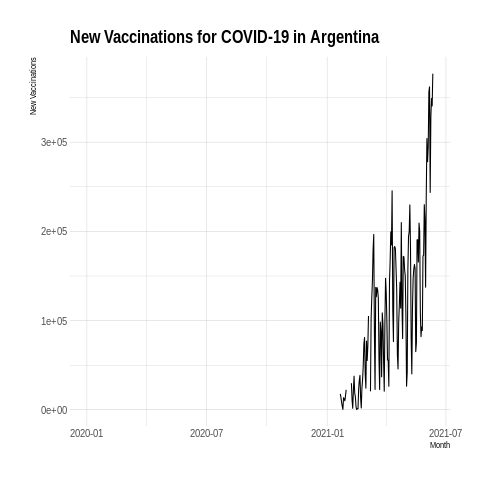 New Vaccinations for COVID-19 in Argentina
New Vaccinations
3e+05
2e+05
1e+05
0e+00
2020-01 2020-07 2021-01 2021-07
Month